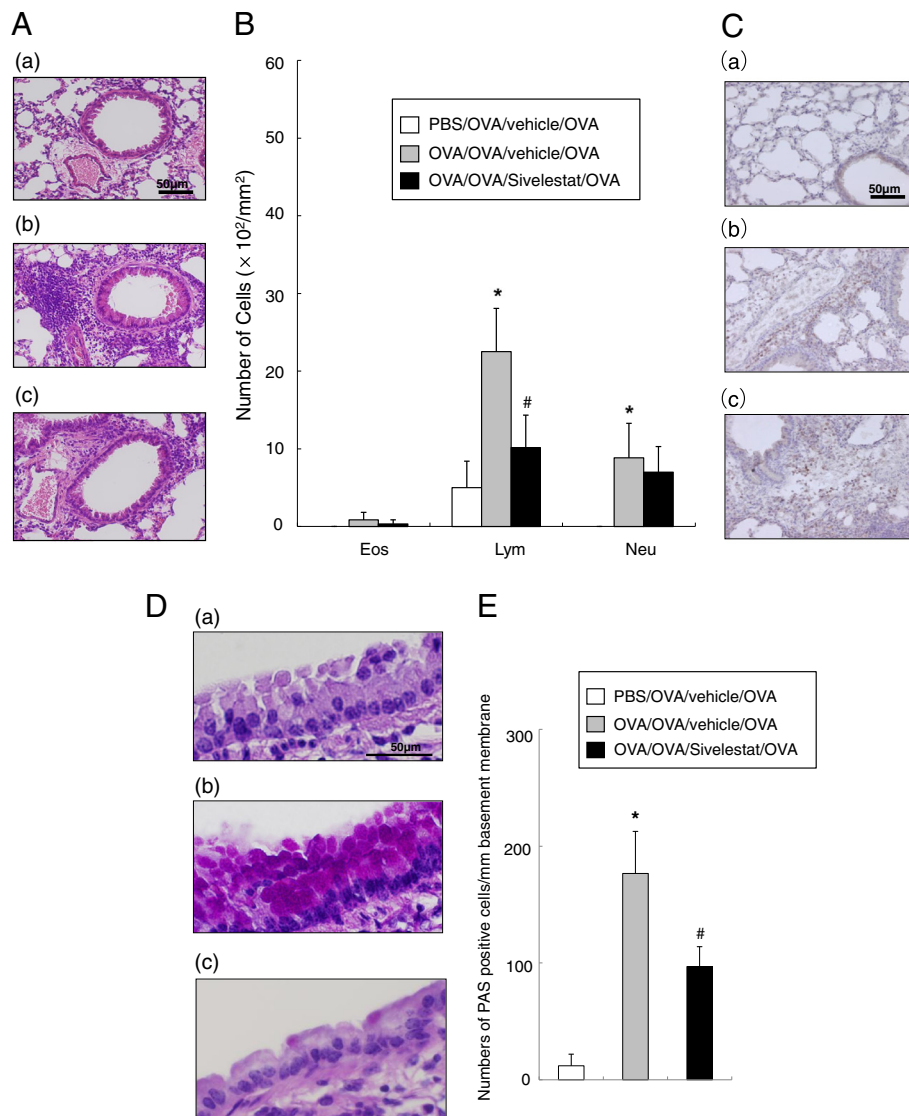 A
(a)
50μm
(b)
(c)
B
Number of Cells (× 10²/mm²)
60
50
40
30
20
10
0
PBS/OVA/vehicle/OVA
OVA/OVA/vehicle/OVA
OVA/OVA/Sivelestat/OVA
*
#
*
Eos Lym Neu
C
(a)
50μm
(b)
(c)
D
(a)
50μm
(b)
(c)
E
Numbers of PAS positive cells/mm basement membrane
300
200
100
0
PBS/OVA/vehicle/OVA
OVA/OVA/vehicle/OVA
OVA/OVA/Sivelestat/OVA
*
#